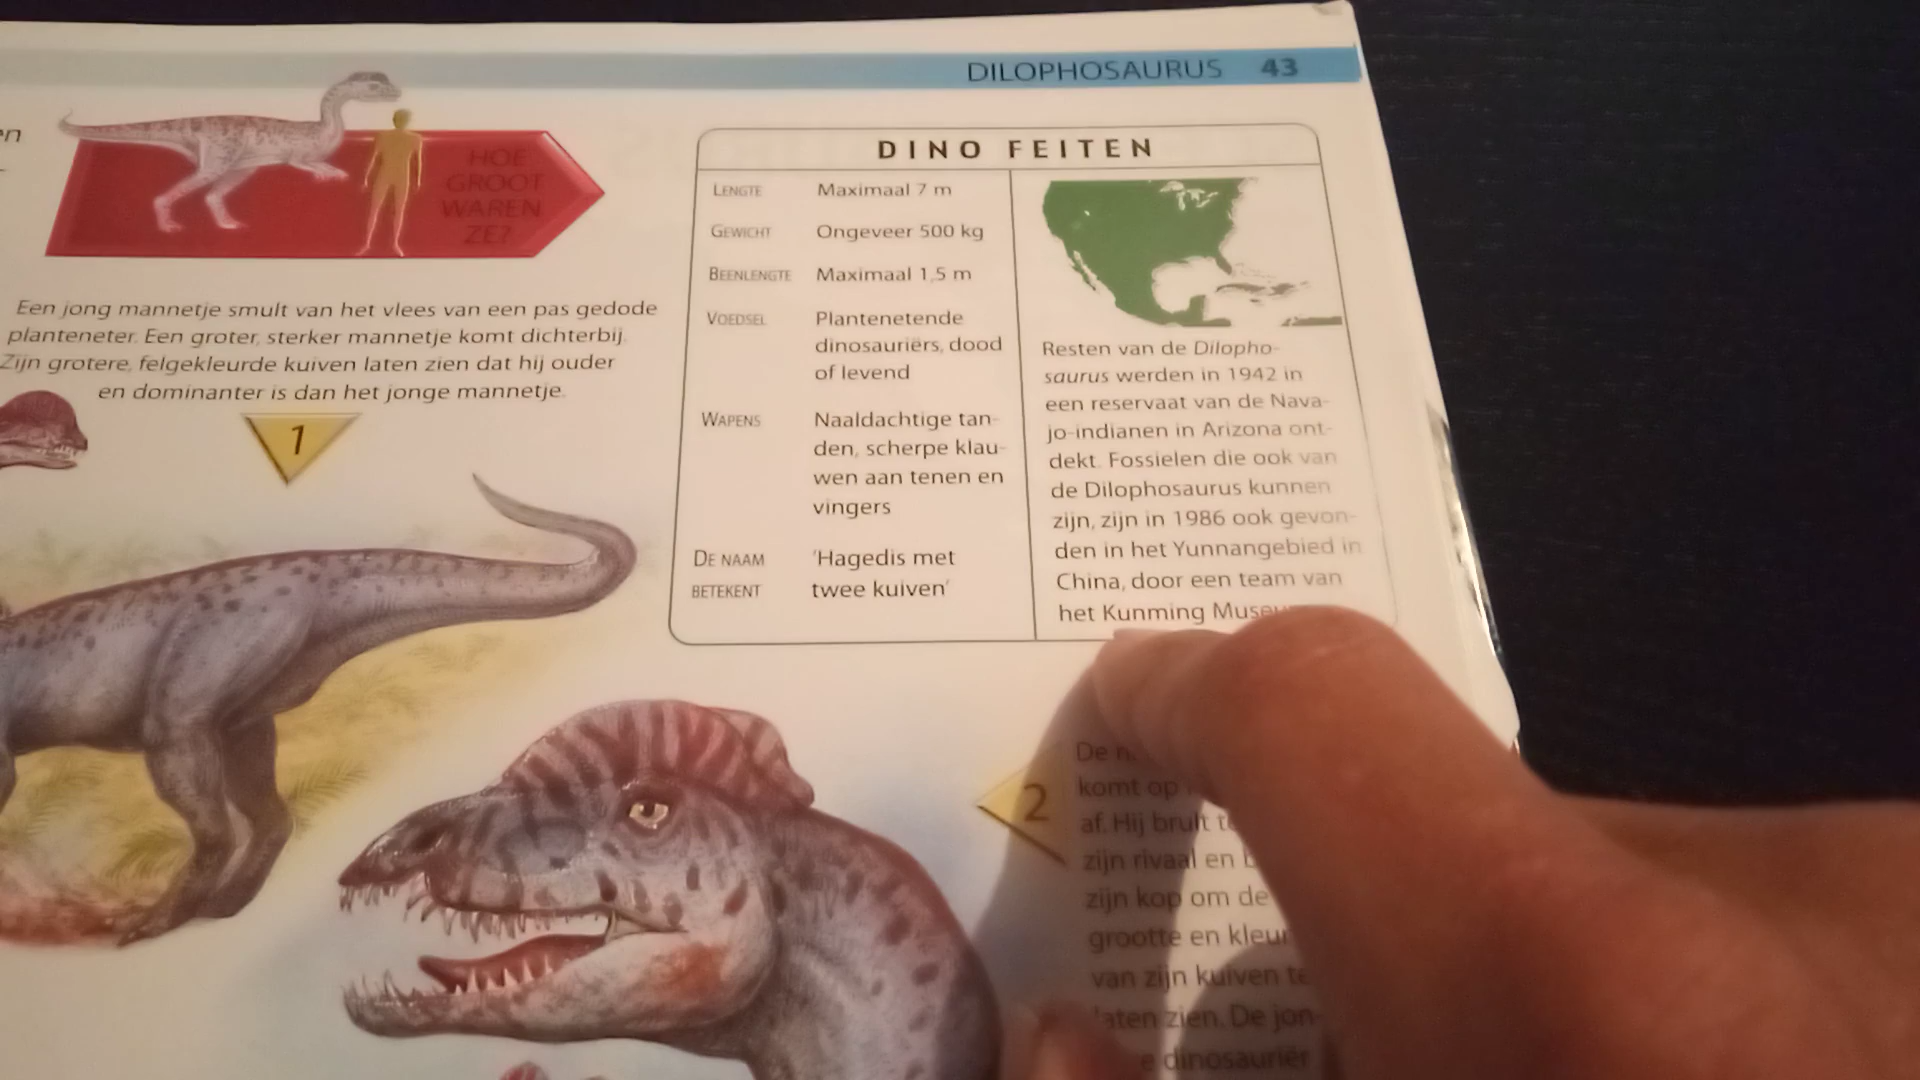 DILOPHOSAURUS 43
en
HOE
GROOT
WAREN
ZE?
Een jong mannetje smult van het vlees van een pas gedode
planteneter. Een groter, sterker mannetje komt dichterbij.
Zijn grotere, felgekleurde kuiven laten zien dat hij ouder
en dominanter is dan het jonge mannetje.
1
DINO FEITEN
LENGTE Maximaal 7 m
GEWICHT Ongeveer 500 kg
BEENLENGTE Maximaal 1,5 m
VOEDSEL Plantenetende
dinosauriërs, dood
of levend
WAPENS Naaldachtige tan-
den, scherpe klau-
wen aan tenen en
vingers
DE NAAM 'Hagedis met
BETEKENT twee kuiven'
Resten van de Dilopho-
saurus werden in 1942 in
een reservaat van de Nava-
jo-indianen in Arizona ont-
dekt. Fossielen die ook van
de Dilophosaurus kunnen
zijn, zijn in 1986 ook gevon-
den in het Yunnangebied in
China, door een team van
het Kunming
2
De
komt op
af. Hij brult
zijn rivaal en
zijn kop om de
grootte en kleur
van zijn kuiven
laten zien. De jon-
dinosauriër